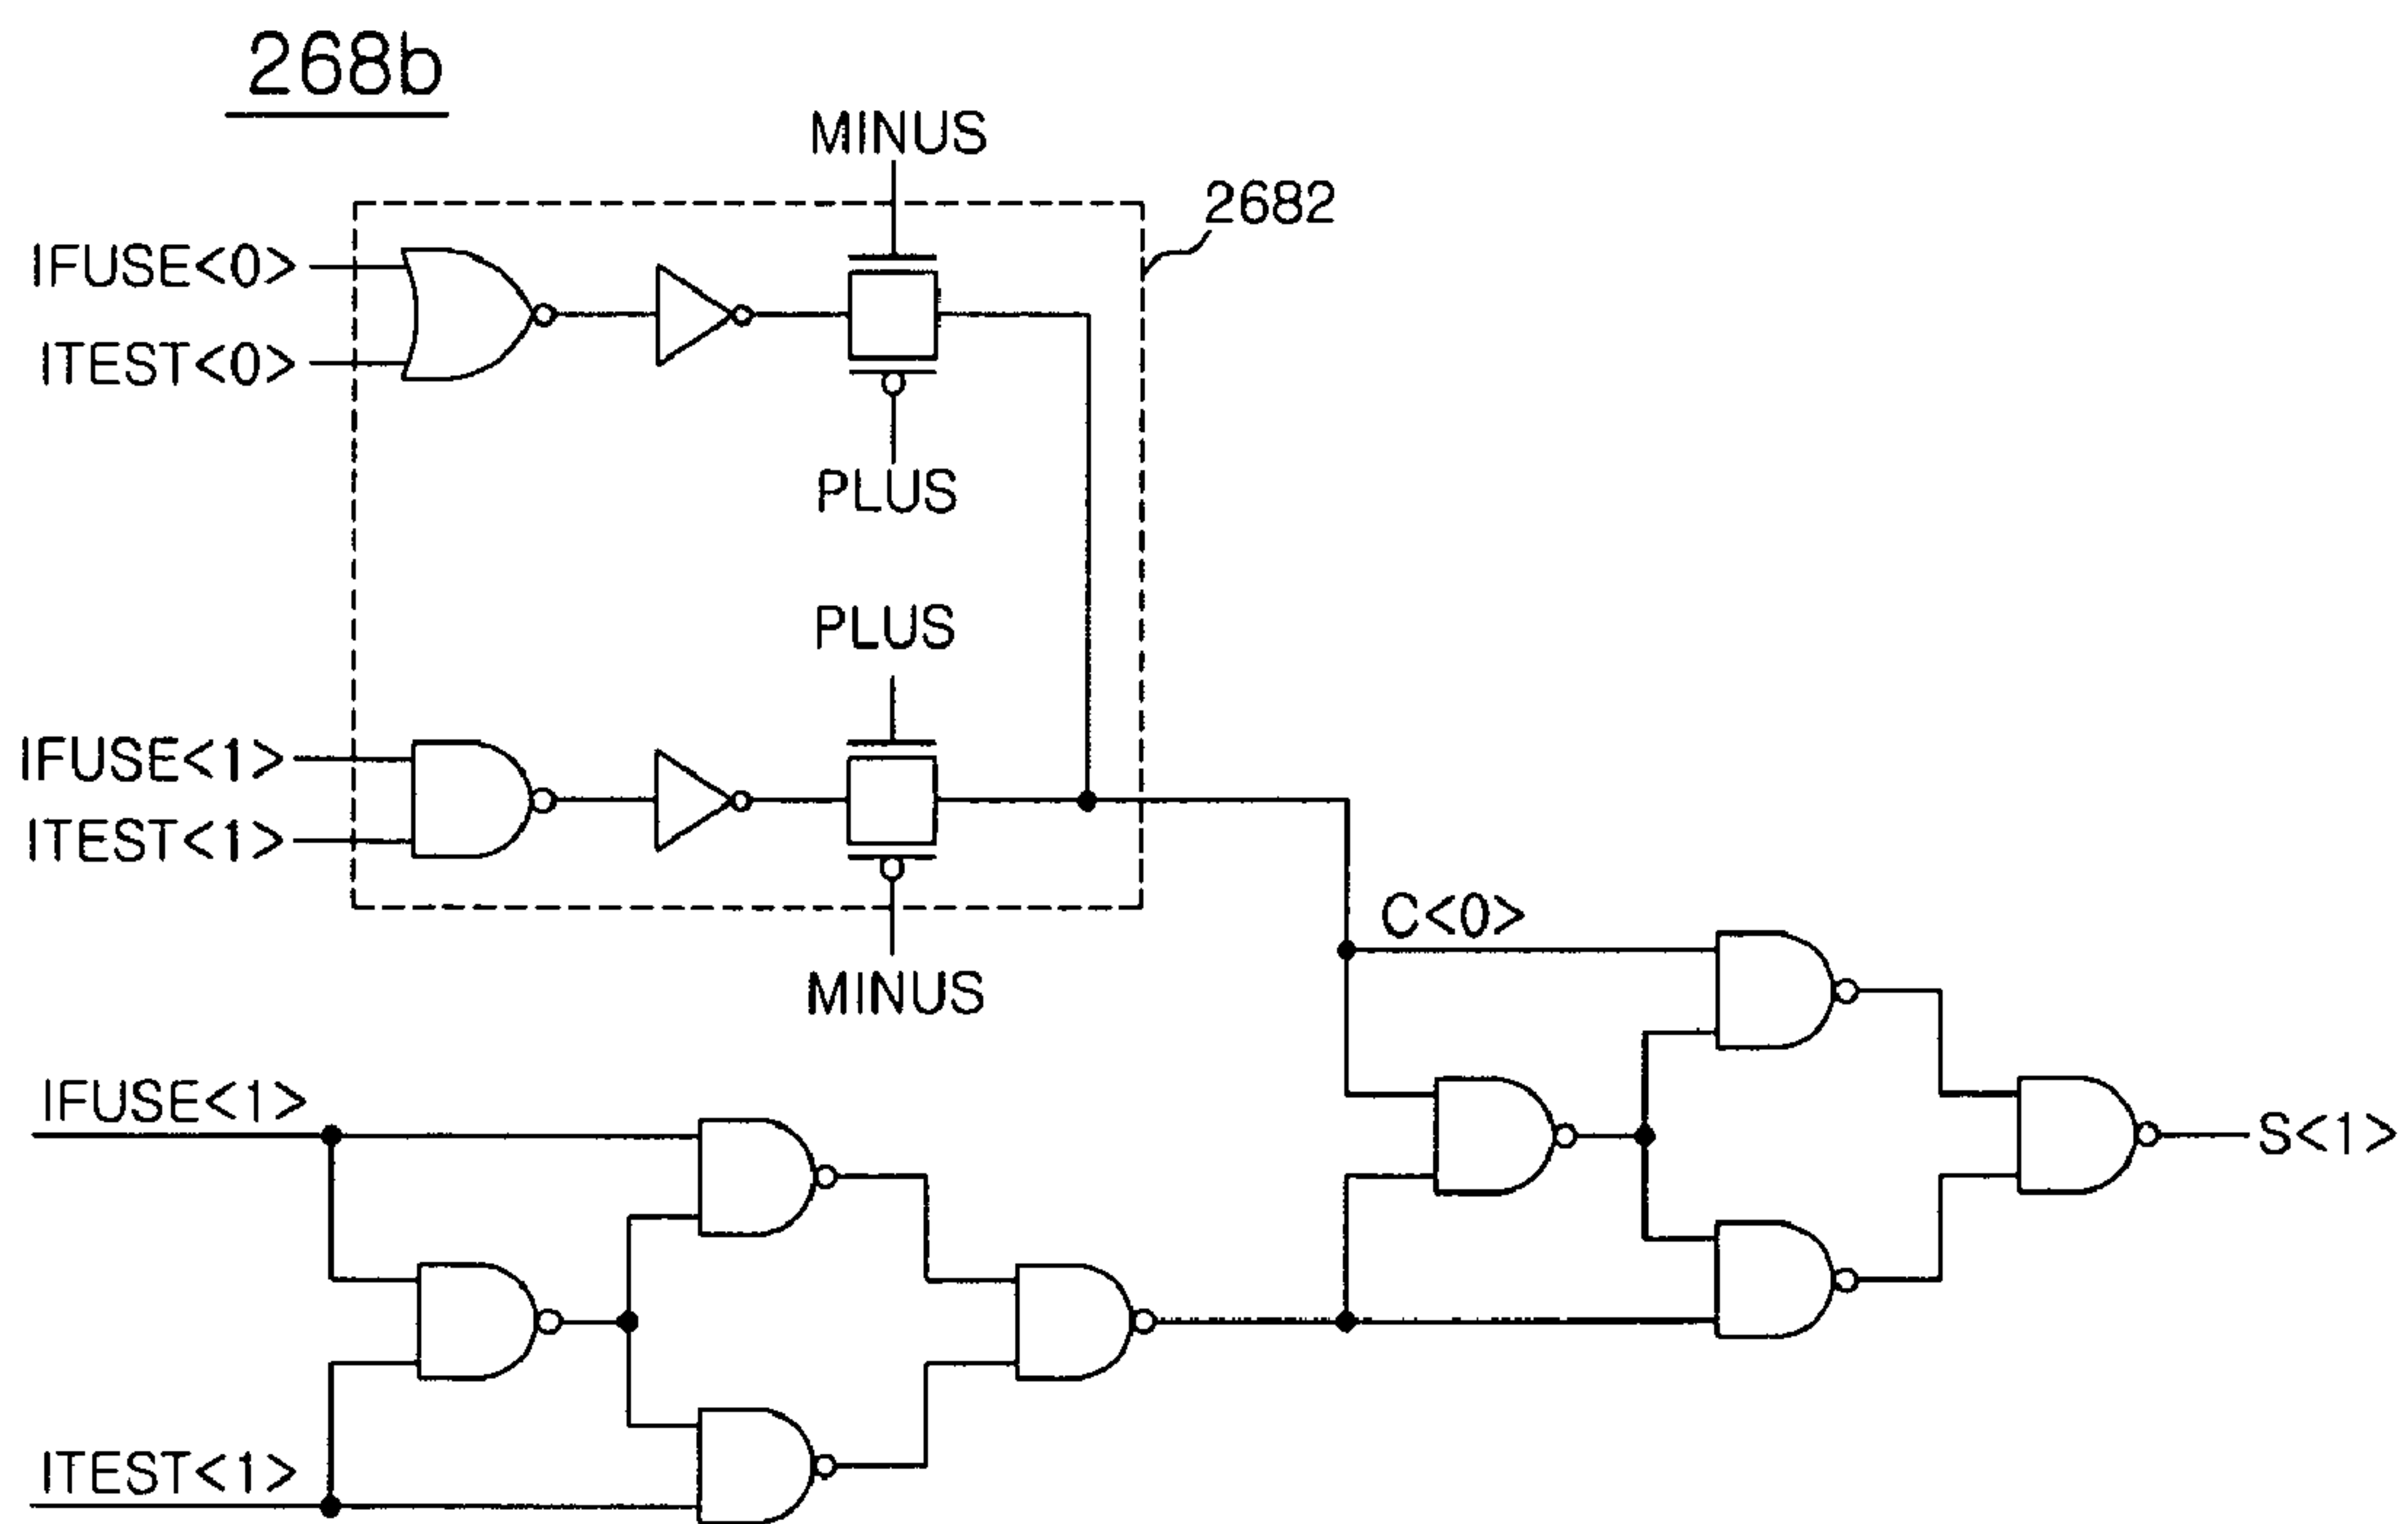 268b
MINUS
2682
IFUSE<0>
ITEST<0>
PLUS
PLUS
IFUSE<1>
ITEST<1>
C<0>
MINUS
IFUSE<1>
S<1>
ITEST<1>